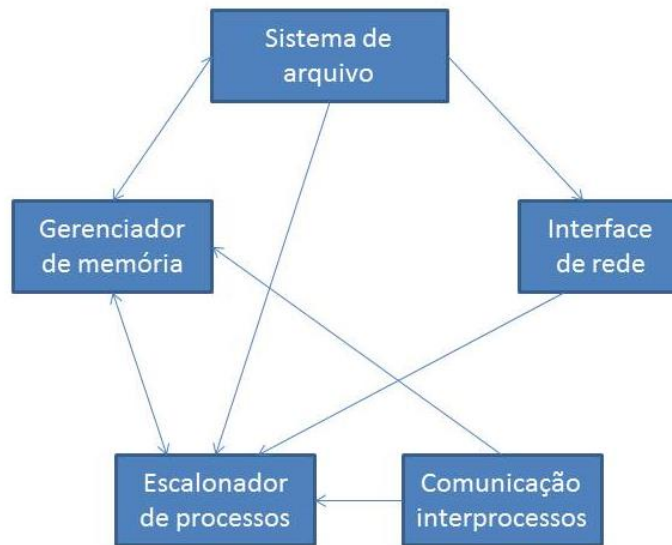 Sistema de
arquivo
Gerenciador
de memória
Interface
de rede
Escalonador
de processos
Comunicação
interprocessos